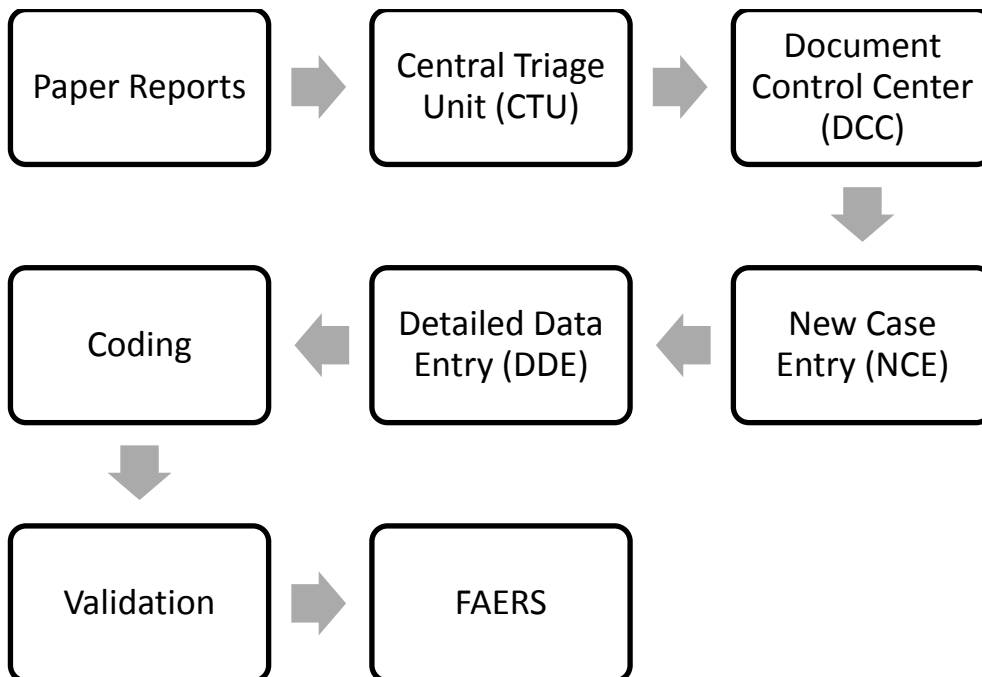 Paper Reports
Central Triage
Unit (CTU)
Document
Control Center
(DCC)
New Case
Entry (NCE)
Detailed Data
Entry (DDE)
Coding
Validation
FAERS